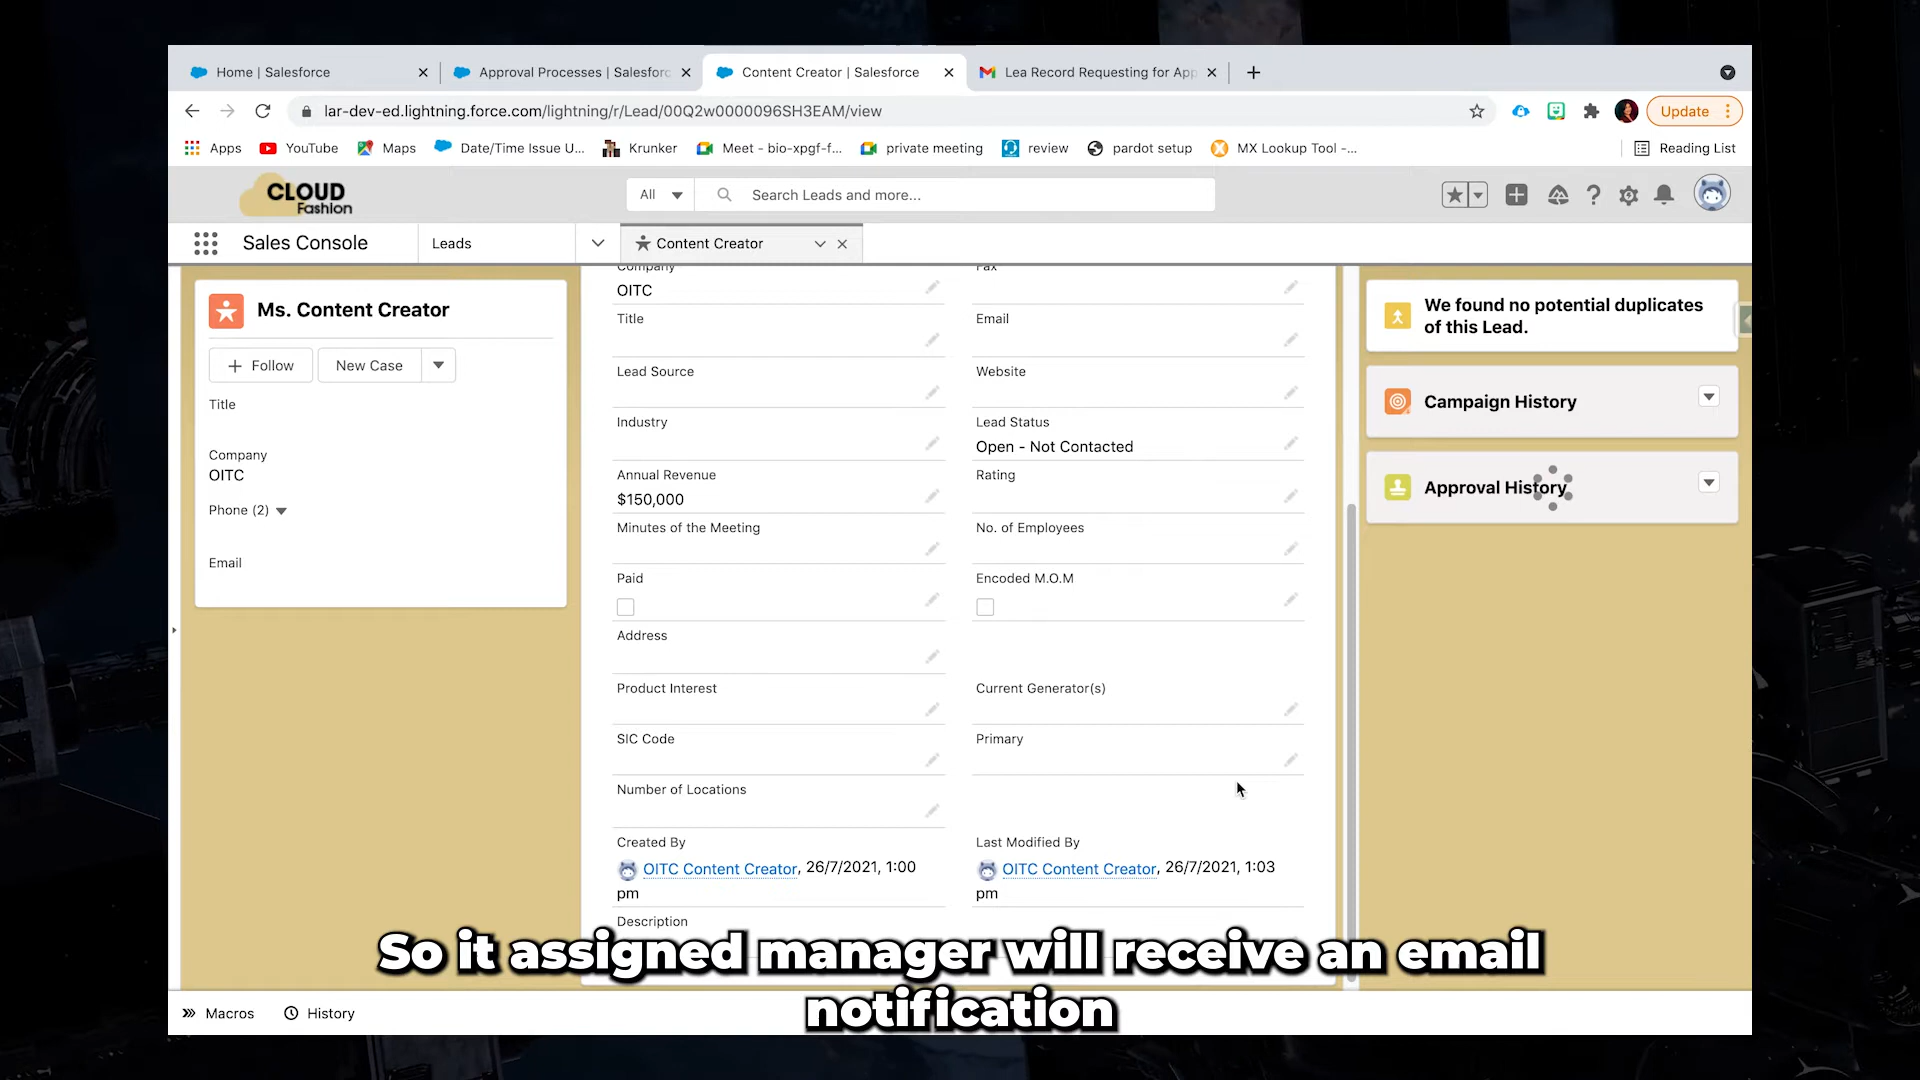 Home | Salesforce
Approval Processes | Salesforc
Content Creator | Salesforce
Lea Record Requesting for App
lar-dev-ed.lightning.force.com/lightning/r/Lead/00Q2w0000096SH3EAM/view
Update
Apps
YouTube
Maps
Date/Time Issue U...
Krunker
Meet - bio-xpgf-f...
private meeting
review
pardot setup
MX Lookup Tool -...
Reading List
CLOUD
Fashion
All
Search Leads and more...
Sales Console
Leads
Content Creator
Ms. Content Creator
Follow
New Case
Title
Company
OITC
Phone (2)
Email
Company
OITC
Fax
Title
Email
Lead Source
Website
Industry
Lead Status
Open - Not Contacted
Annual Revenue
$150,000
Rating
Minutes of the Meeting
No. of Employees
Paid
Encoded M.O.M
Address
Product Interest
Current Generator(s)
SIC Code
Primary
Number of Locations
Created By
OITC Content Creator, 26/7/2021, 1:00
pm
Last Modified By
OITC Content Creator, 26/7/2021, 1:03
pm
Description
We found no potential duplicates
of this Lead.
Campaign History
Approval History
So it assigned manager will receive an email
notification
Macros
History